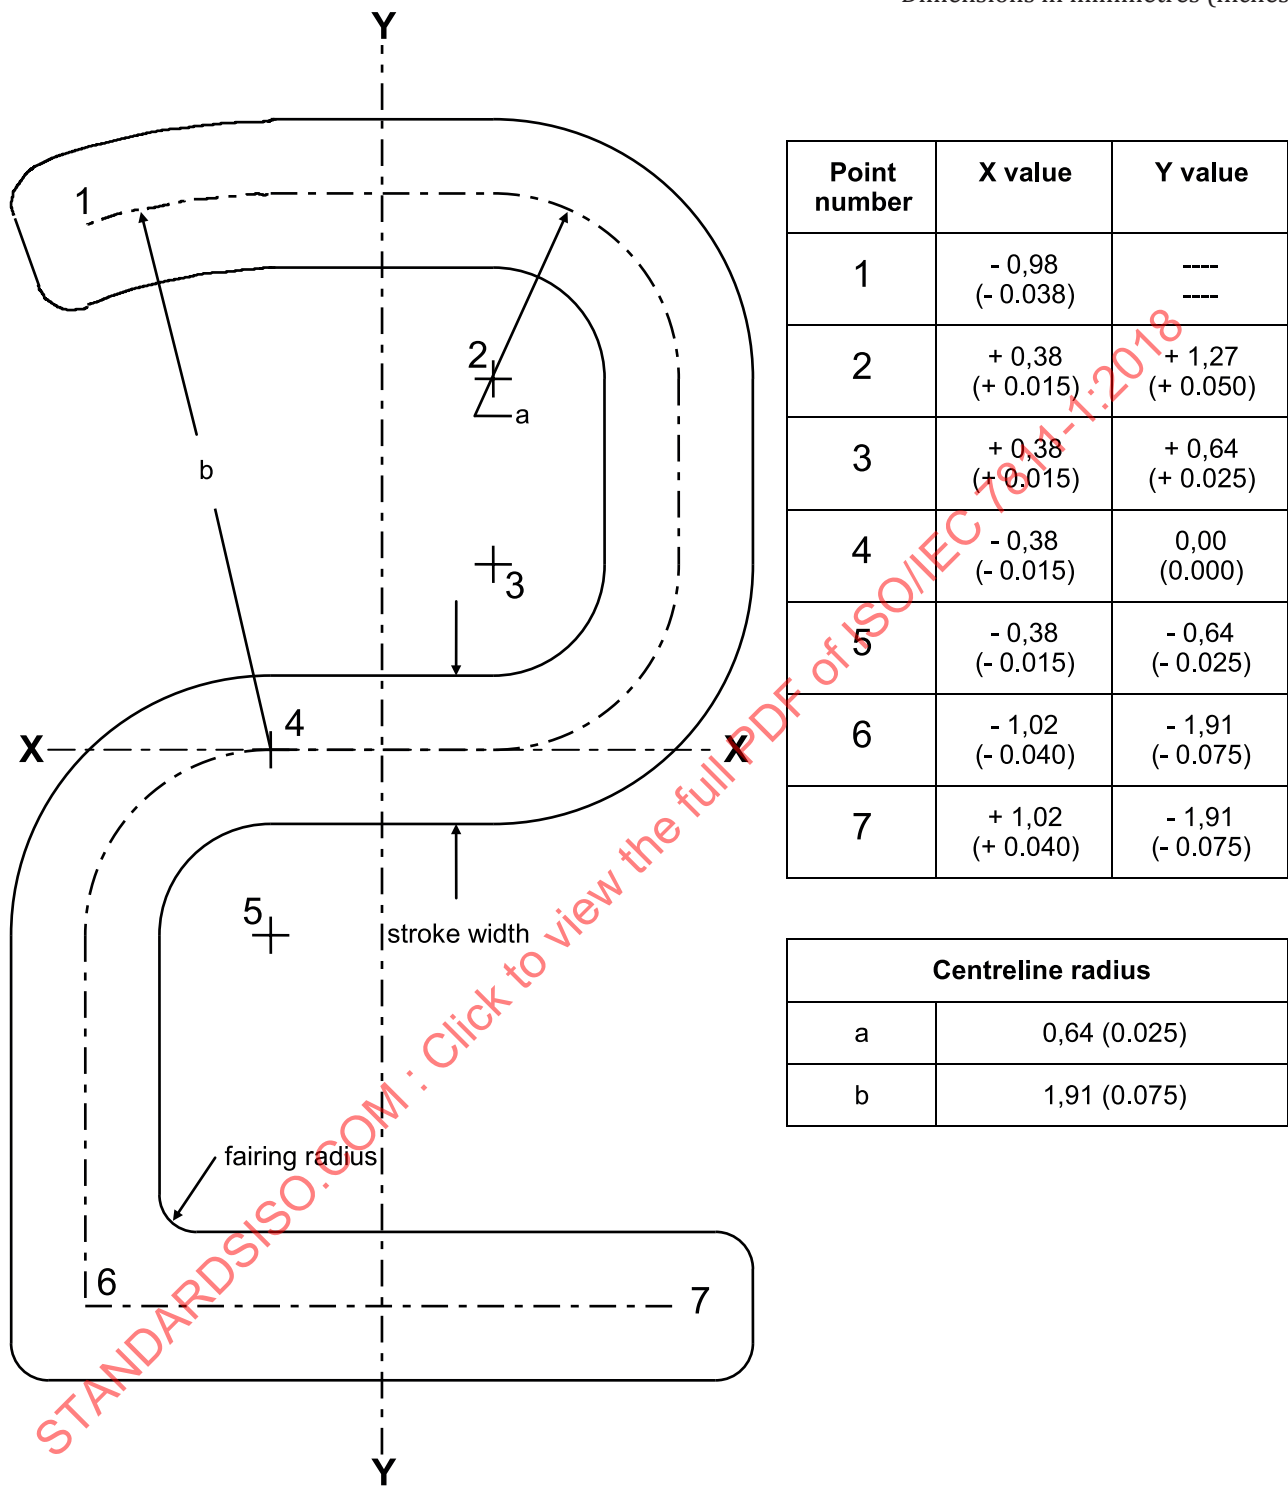 Dimensions in millimetres (inches
Y
1
2
a
b
3
4
X
X
5
stroke width
fairing radius
6
7
Y
Point number X value Y value
1 - 0,98 ----
(- 0.038) ----
2 + 0,38 + 1,27
(+ 0.015) (+ 0.050)
3 + 0,38 + 0,64
(+ 0.015) (+ 0.025)
4 - 0,38 0,00
(- 0.015) (0.000)
5 - 0,38 - 0,64
(- 0.015) (- 0.025)
6 - 1,02 - 1,91
(- 0.040) (- 0.075)
7 + 1,02 - 1,91
(+ 0.040) (- 0.075)
Centreline radius
a 0,64 (0.025)
b 1,91 (0.075)
STANDARDSISO.COM : Click to view the full PDF of ISO/IEC 7811-1:2018